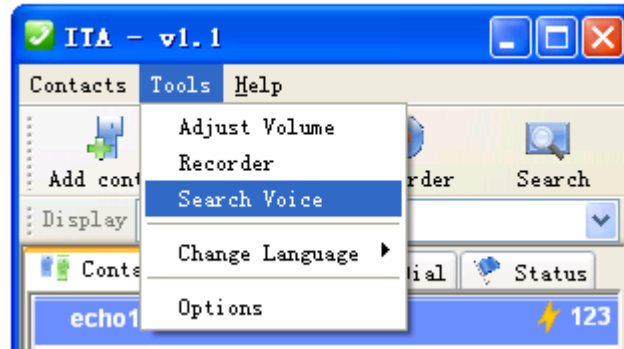 ITA - v1.1
Contacts Tools Help
Adjust Volume
Recorder
Search Voice
Change Language
Options
Add cont
rder
Search
Display
Conta
ial
Status
echo1
123